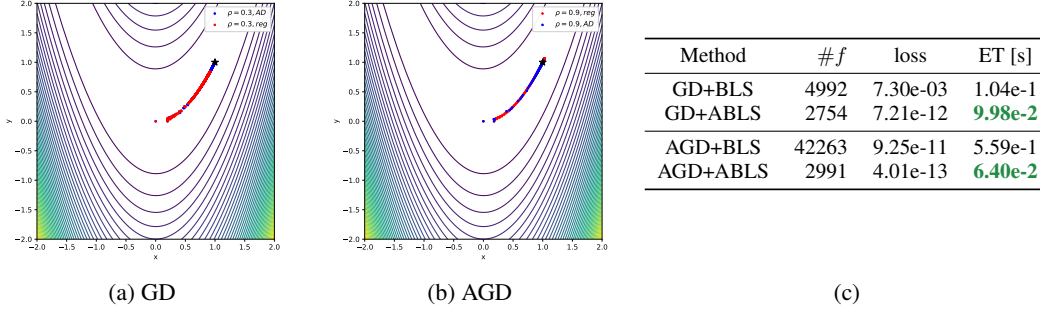 2.0
1.5
1.0
0.5
0.0
−0.5
−1.0
−1.5
−2.0
y
−2.0 −1.5 −1.0 −0.5 0.0 0.5 1.0 1.5 2.0
x
ρ = 0.3, AD
ρ = 0.3, reg
(a) GD
2.0
1.5
1.0
0.5
0.0
−0.5
−1.0
−1.5
−2.0
y
−2.0 −1.5 −1.0 −0.5 0.0 0.5 1.0 1.5 2.0
x
ρ = 0.9, reg
ρ = 0.9, AD
(b) AGD
Method #f loss ET [s]
GD+BLS 4992 7.30e-03 1.04e-1
GD+ABLS 2754 7.21e-12 9.98e-2
AGD+BLS 42263 9.25e-11 5.59e-1
AGD+ABLS 2991 4.01e-13 6.40e-2
(c)